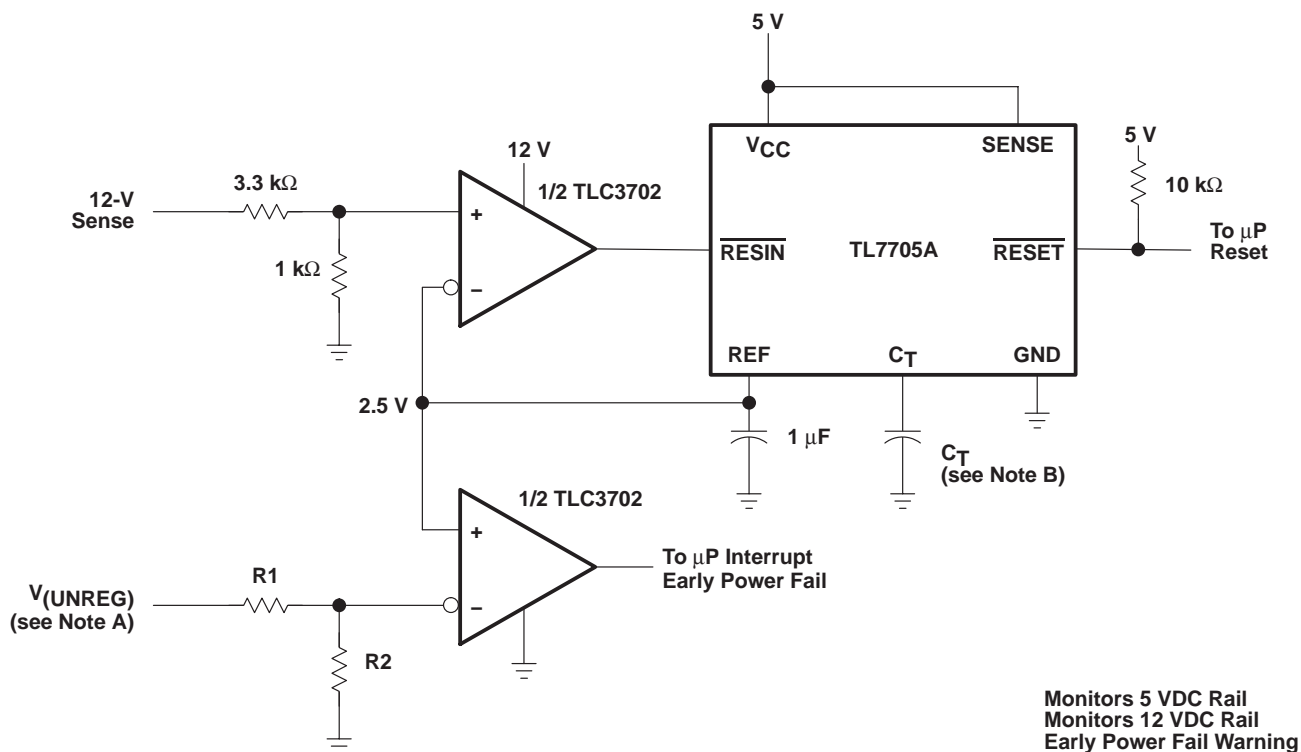 5 V
VCC
SENSE
12 V
1/2 TLC3702
5 V
10 kΩ
12-V
Sense
3.3 kΩ
1 kΩ
+
−
RESIN
TL7705A
RESET
To μP
Reset
REF
CT
GND
2.5 V
1 μF
CT
(see Note B)
1/2 TLC3702
+
−
To μP Interrupt
Early Power Fail
V(UNREG)
(see Note A)
R1
R2
Monitors 5 VDC Rail
Monitors 12 VDC Rail
Early Power Fail Warning